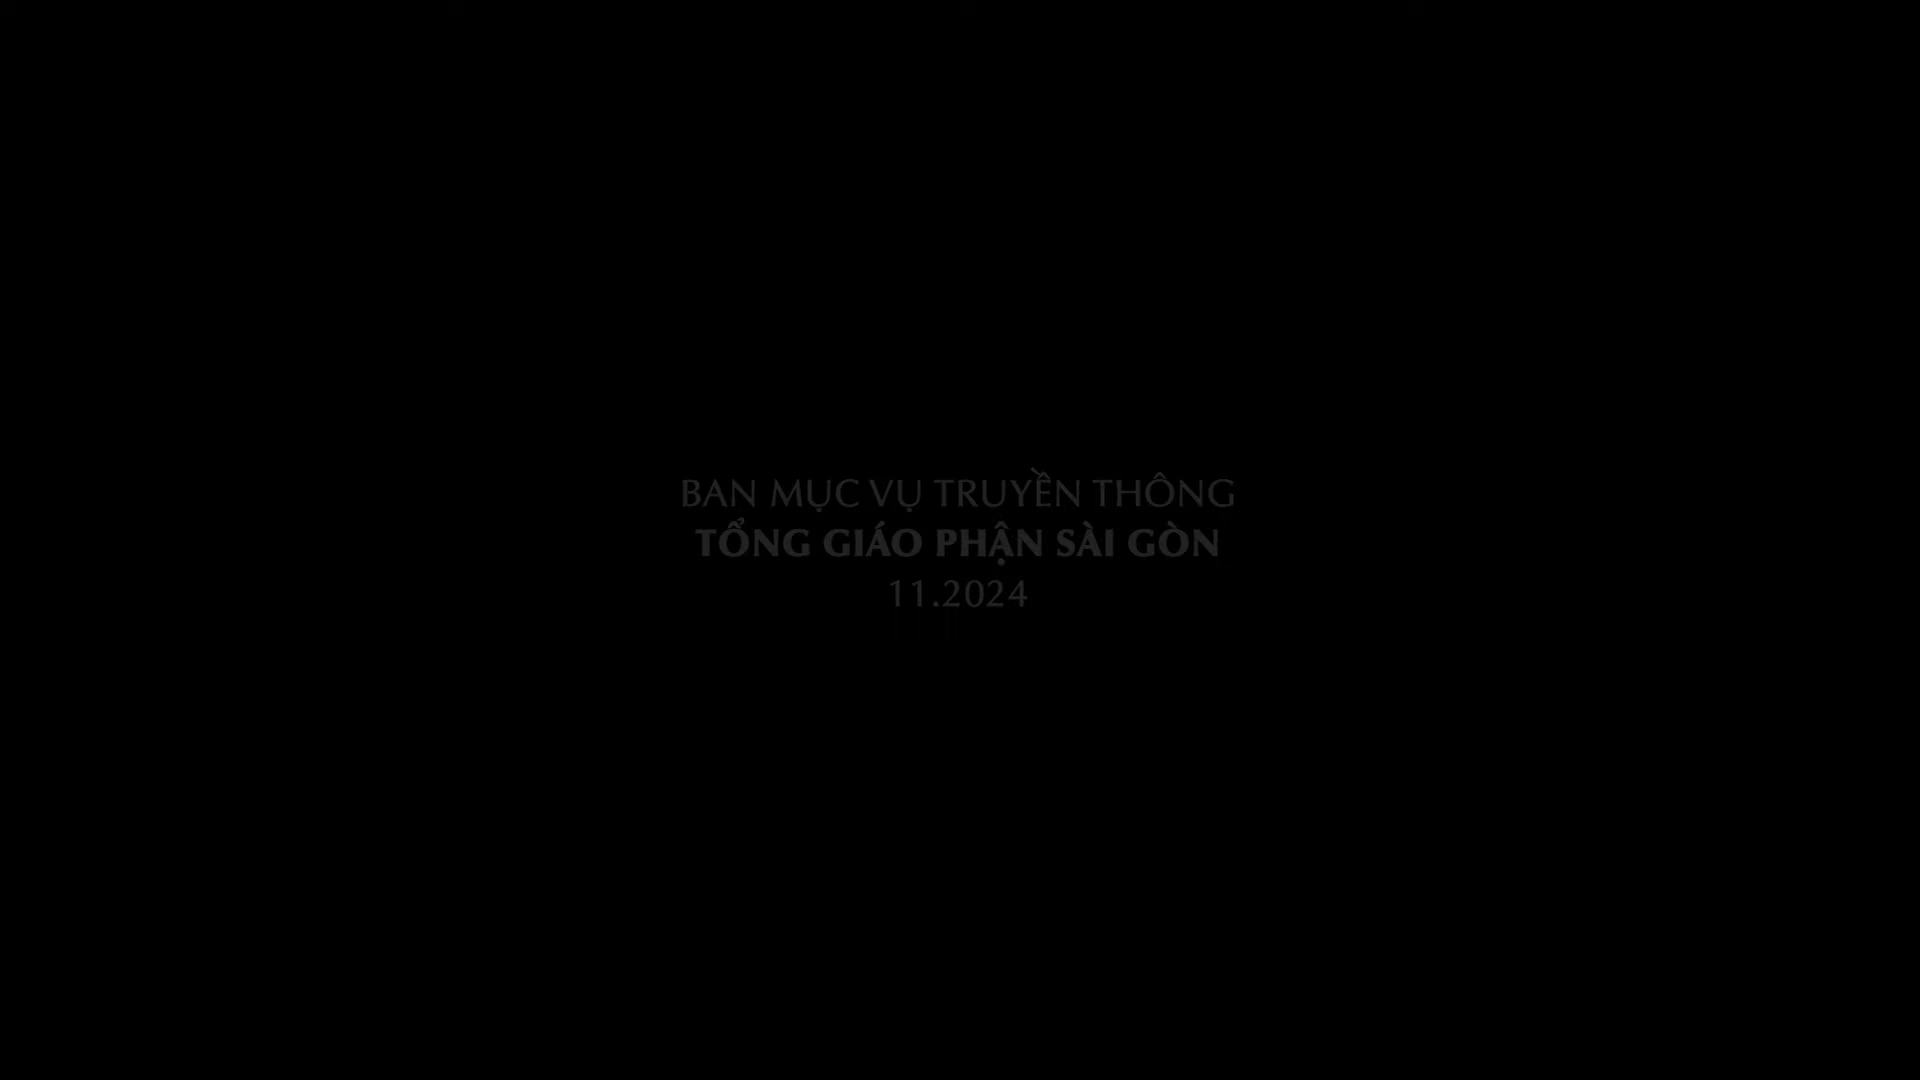 BAN MỤC VỤ TRUYỀN THÔNG
TỔNG GIÁO PHẬN SÀI GÒN
11.2024